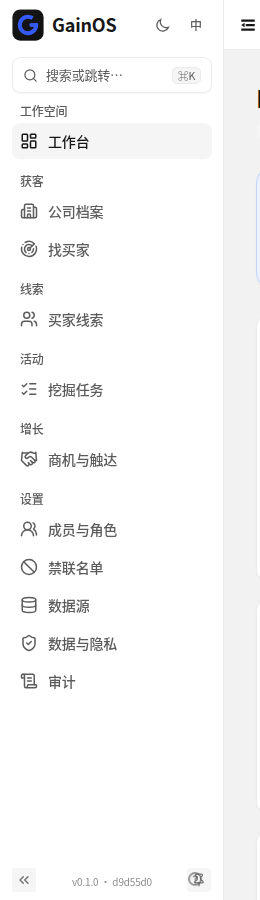 GainOS
中
搜索或跳转… ⌘K
工作空间
工作台
获客
公司档案
找买家
线索
买家线索
活动
挖掘任务
增长
商机与触达
设置
成员与角色
禁联名单
数据源
数据与隐私
审计
v0.1.0 • d9d55d0